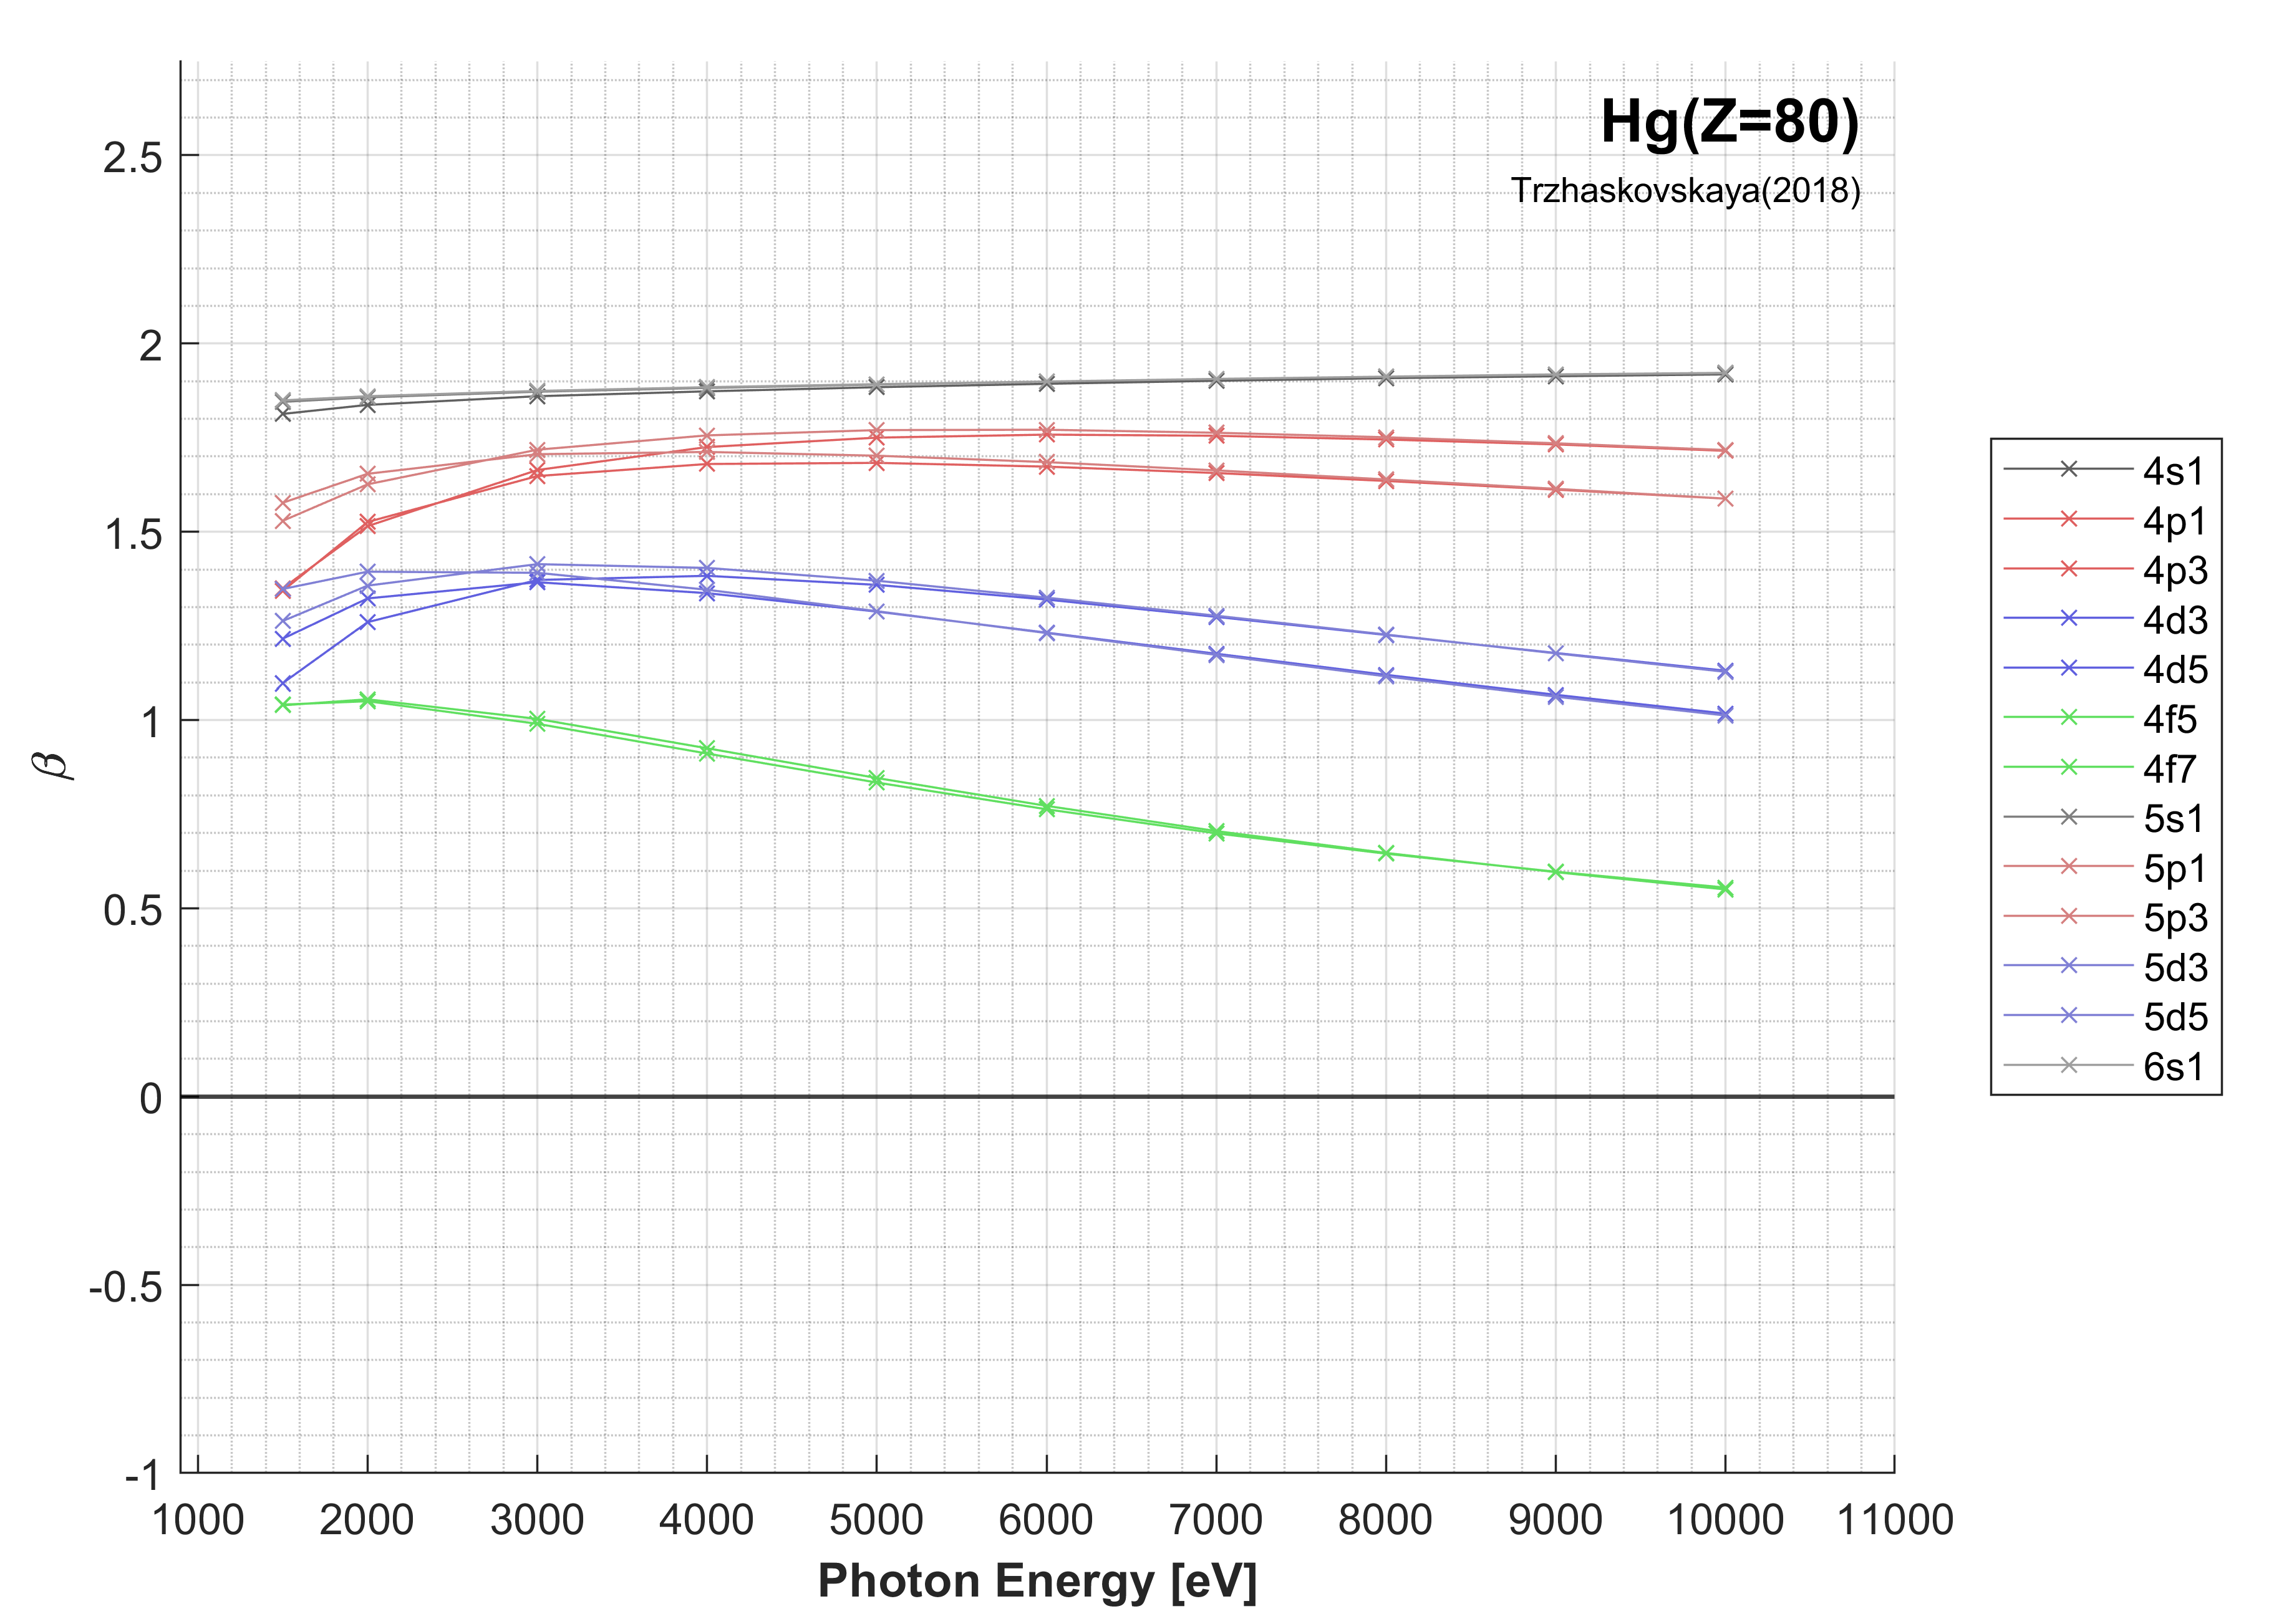 Hg(Z=80)
Trzhaskovskaya(2018)
2.5
2
1.5
1
0.5
0
-0.5
-1
β
1000 2000 3000 4000 5000 6000 7000 8000 9000 10000 11000
Photon Energy [eV]
4s1
4p1
4p3
4d3
4d5
4f5
4f7
5s1
5p1
5p3
5d3
5d5
6s1